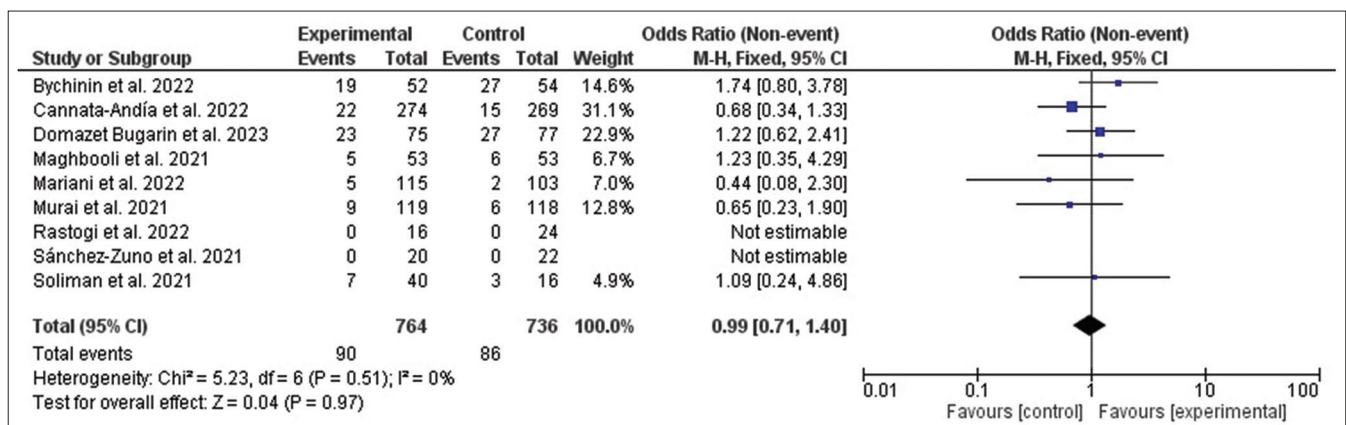 Experimental Control Odds Ratio (Non-event) Odds Ratio (Non-event)
Study or Subgroup Events Total Events Total Weight M-H, Fixed, 95% CI M-H, Fixed, 95% CI
Bychinin et al. 2022 19 52 27 54 14.6% 1.74 [0.80, 3.78]
Cannata-Andía et al. 2022 22 274 15 269 31.1% 0.68 [0.34, 1.33]
Domazet Bugarin et al. 2023 23 75 27 77 22.9% 1.22 [0.62, 2.41]
Maghbooli et al. 2021 5 53 6 53 6.7% 1.23 [0.35, 4.29]
Mariani et al. 2022 5 115 2 103 7.0% 0.44 [0.08, 2.30]
Murai et al. 2021 9 119 6 118 12.8% 0.65 [0.23, 1.90]
Rastogi et al. 2022 0 16 0 24 Not estimable
Sánchez-Zuno et al. 2021 0 20 0 22 Not estimable
Soliman et al. 2021 7 40 3 16 4.9% 1.09 [0.24, 4.86]
Total (95% CI) 764 736 100.0% 0.99 [0.71, 1.40]
Total events 90 86
Heterogeneity: Chi² = 5.23, df = 6 (P = 0.51); I² = 0%
Test for overall effect: Z = 0.04 (P = 0.97)
0.01 0.1 1 10 100
Favours [control] Favours [experimental]